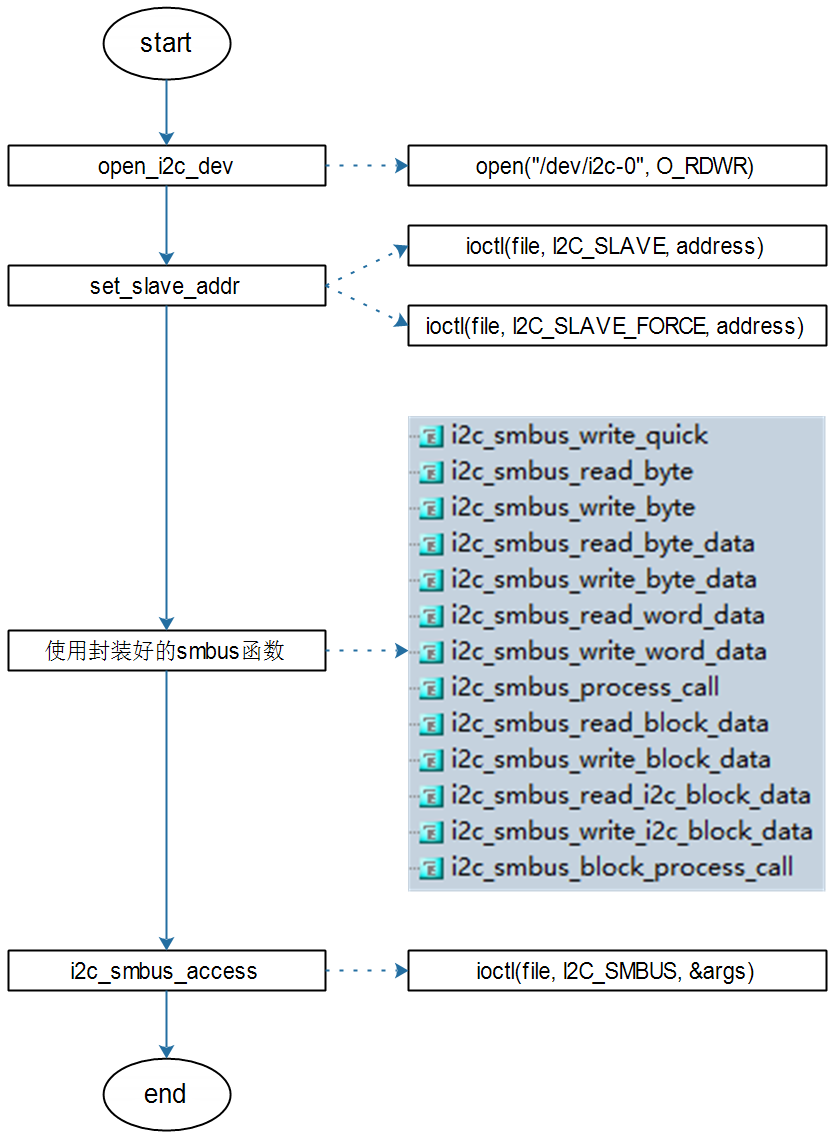 start
open_i2c_dev
open("/dev/i2c-0", O_RDWR)
set_slave_addr
ioctl(file, I2C_SLAVE, address)
ioctl(file, I2C_SLAVE_FORCE, address)
使用封装好的smbus函数
i2c_smbus_write_quick
i2c_smbus_read_byte
i2c_smbus_write_byte
i2c_smbus_read_byte_data
i2c_smbus_write_byte_data
i2c_smbus_read_word_data
i2c_smbus_write_word_data
i2c_smbus_process_call
i2c_smbus_read_block_data
i2c_smbus_write_block_data
i2c_smbus_read_i2c_block_data
i2c_smbus_write_i2c_block_data
i2c_smbus_block_process_call
i2c_smbus_access
ioctl(file, I2C_SMBUS, &args)
end